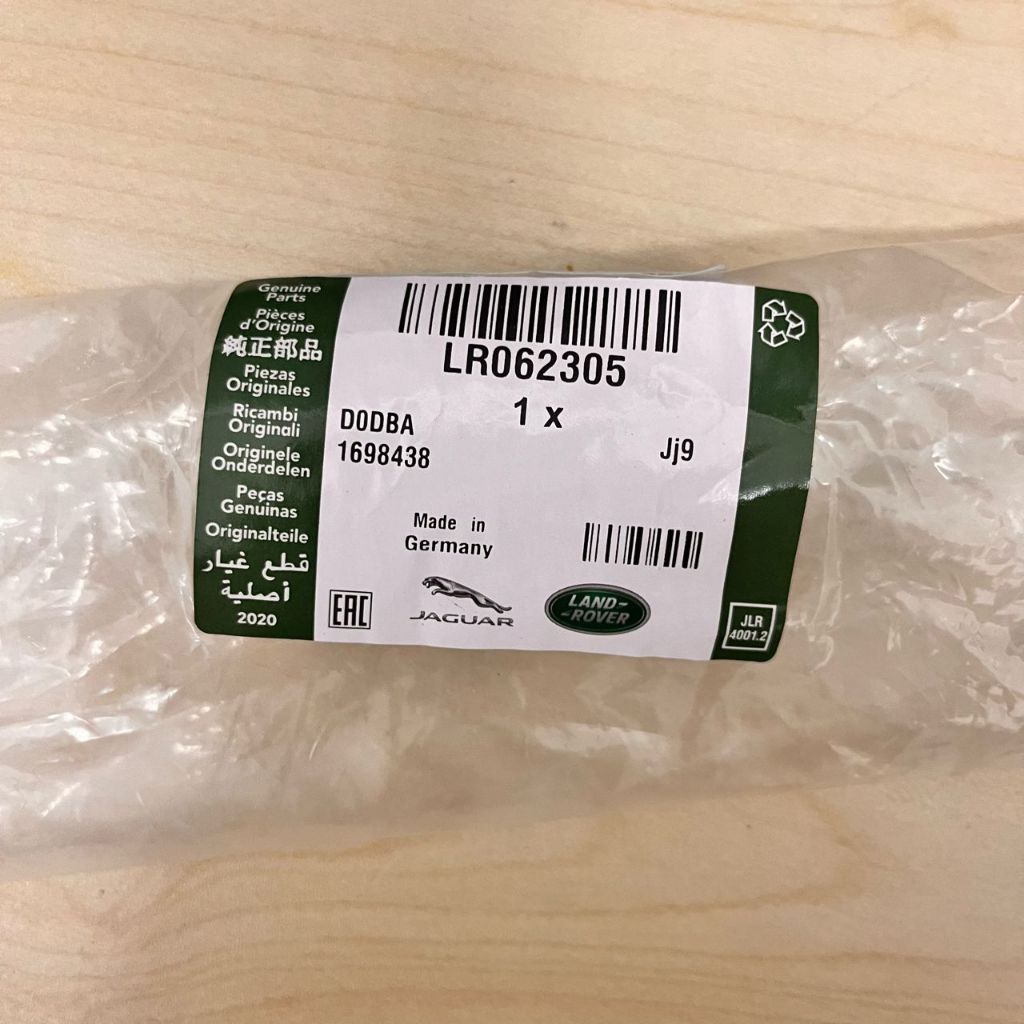 Genuine
Parts
Pièces
d'Origine
純正部品
Piezas
Originales
Ricambi
Originali
Originele
Onderdelen
Peças
Genuinas
Originalteile
قطع غيار
أصلية
2020
LR062305
1 x
D0DBA
1698438
Jj9
Made in
Germany
EAC
JAGUAR
LAND-
-ROVER
JLR
4001.2